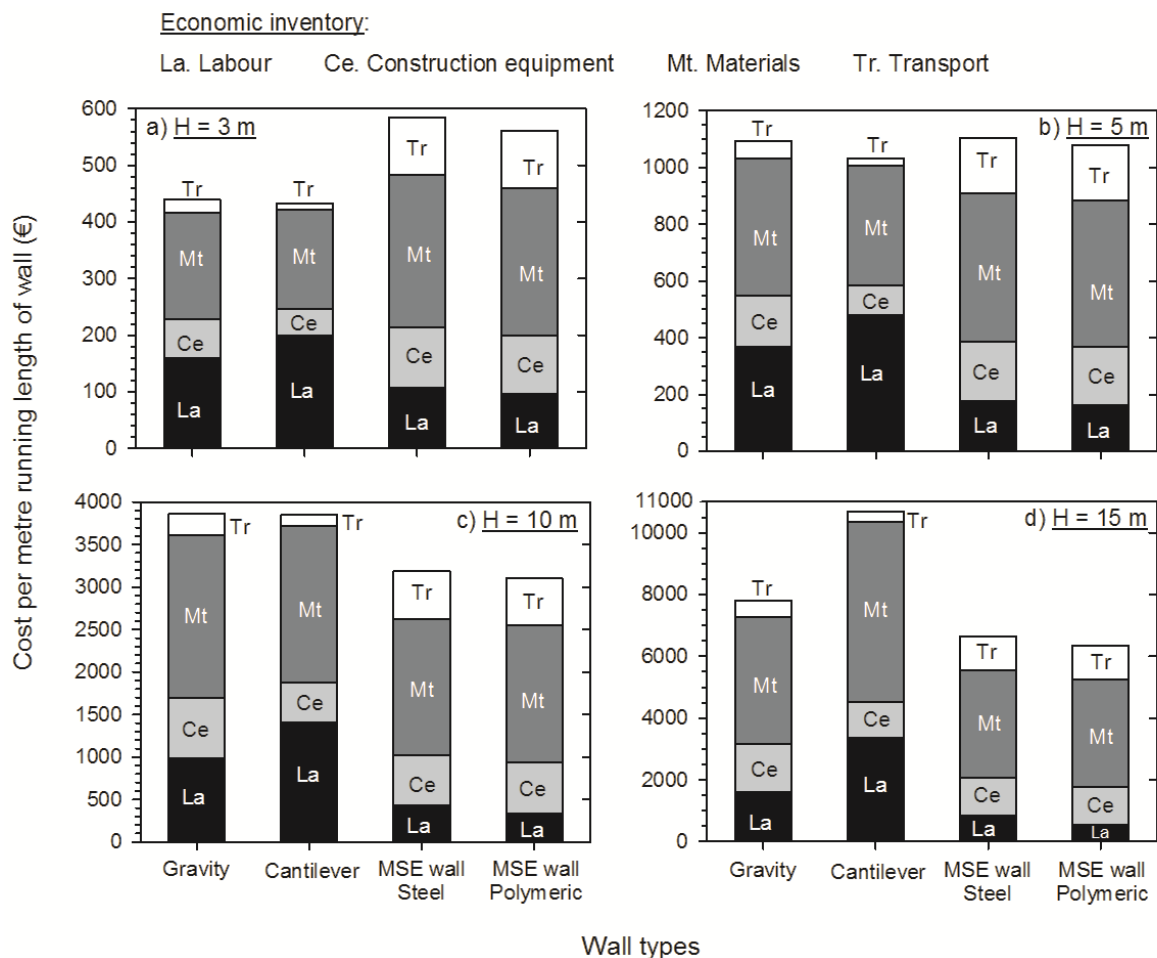 Economic inventory:
La. Labour Ce. Construction equipment Mt. Materials Tr. Transport
Cost per metre running length of wall (€)
a) H = 3 m
600
500
400
300
200
100
0
Tr
Mt
Ce
La
Tr
Mt
Ce
La
Tr
Mt
Ce
La
Tr
Mt
Ce
La
b) H = 5 m
1200
1000
800
600
400
200
0
Tr
Mt
Ce
La
Tr
Mt
Ce
La
Tr
Mt
Ce
La
Tr
Mt
Ce
La
c) H = 10 m
4000
3500
3000
2500
2000
1500
1000
500
0
Tr
Mt
Ce
La
Tr
Mt
Ce
La
Tr
Mt
Ce
La
Tr
Mt
Ce
La
Gravity
Cantilever
MSE wall
Steel
MSE wall
Polymeric
d) H = 15 m
11000
10000
8000
6000
4000
2000
0
Tr
Mt
Ce
La
Tr
Mt
Ce
La
Tr
Mt
Ce
La
Tr
Mt
Ce
La
Gravity
Cantilever
MSE wall
Steel
MSE wall
Polymeric
Wall types